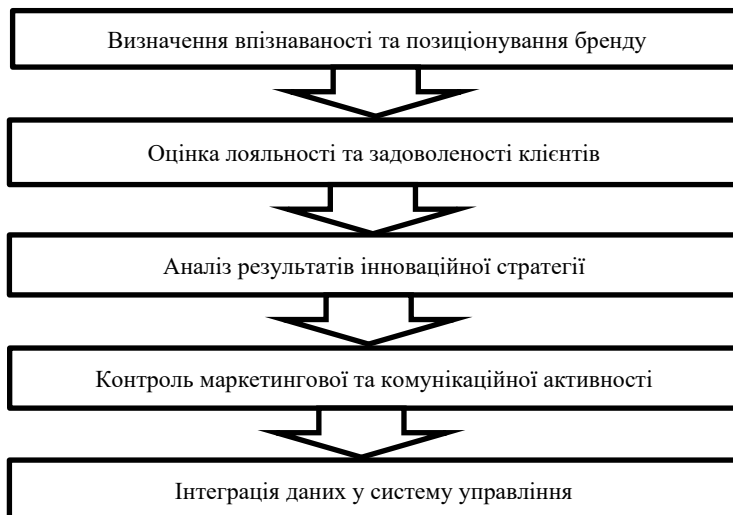 Визначення впізнаваності та позиціонування бренду
Оцінка лояльності та задоволеності клієнтів
Аналіз результатів інноваційної стратегії
Контроль маркетингової та комунікаційної активності
Інтеграція даних у систему управління